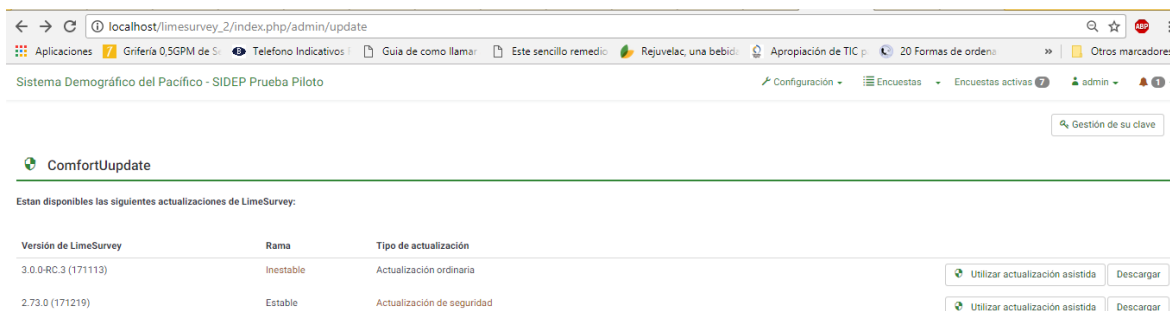 localhost/limesurvey_2/index.php/admin/update
ABP
Aplicaciones 7 Grifería 0,5GPM de Se Telefono Indicativos F Guia de como llamar Este sencillo remedio Rejuvelac, una bebida Apropiación de TIC p 20 Formas de ordena » Otros marcadores
Sistema Demográfico del Pacífico - SIDEP Prueba Piloto Configuración Encuestas Encuestas activas 7 admin 1
Gestión de su clave
ComfortUupdate
Estan disponibles las siguientes actualizaciones de LimeSurvey:
Versión de LimeSurvey Rama Tipo de actualización
3.0.0-RC.3 (171113) Inestable Actualización ordinaria Utilizar actualización asistida Descargar
2.73.0 (171219) Estable Actualización de seguridad Utilizar actualización asistida Descargar